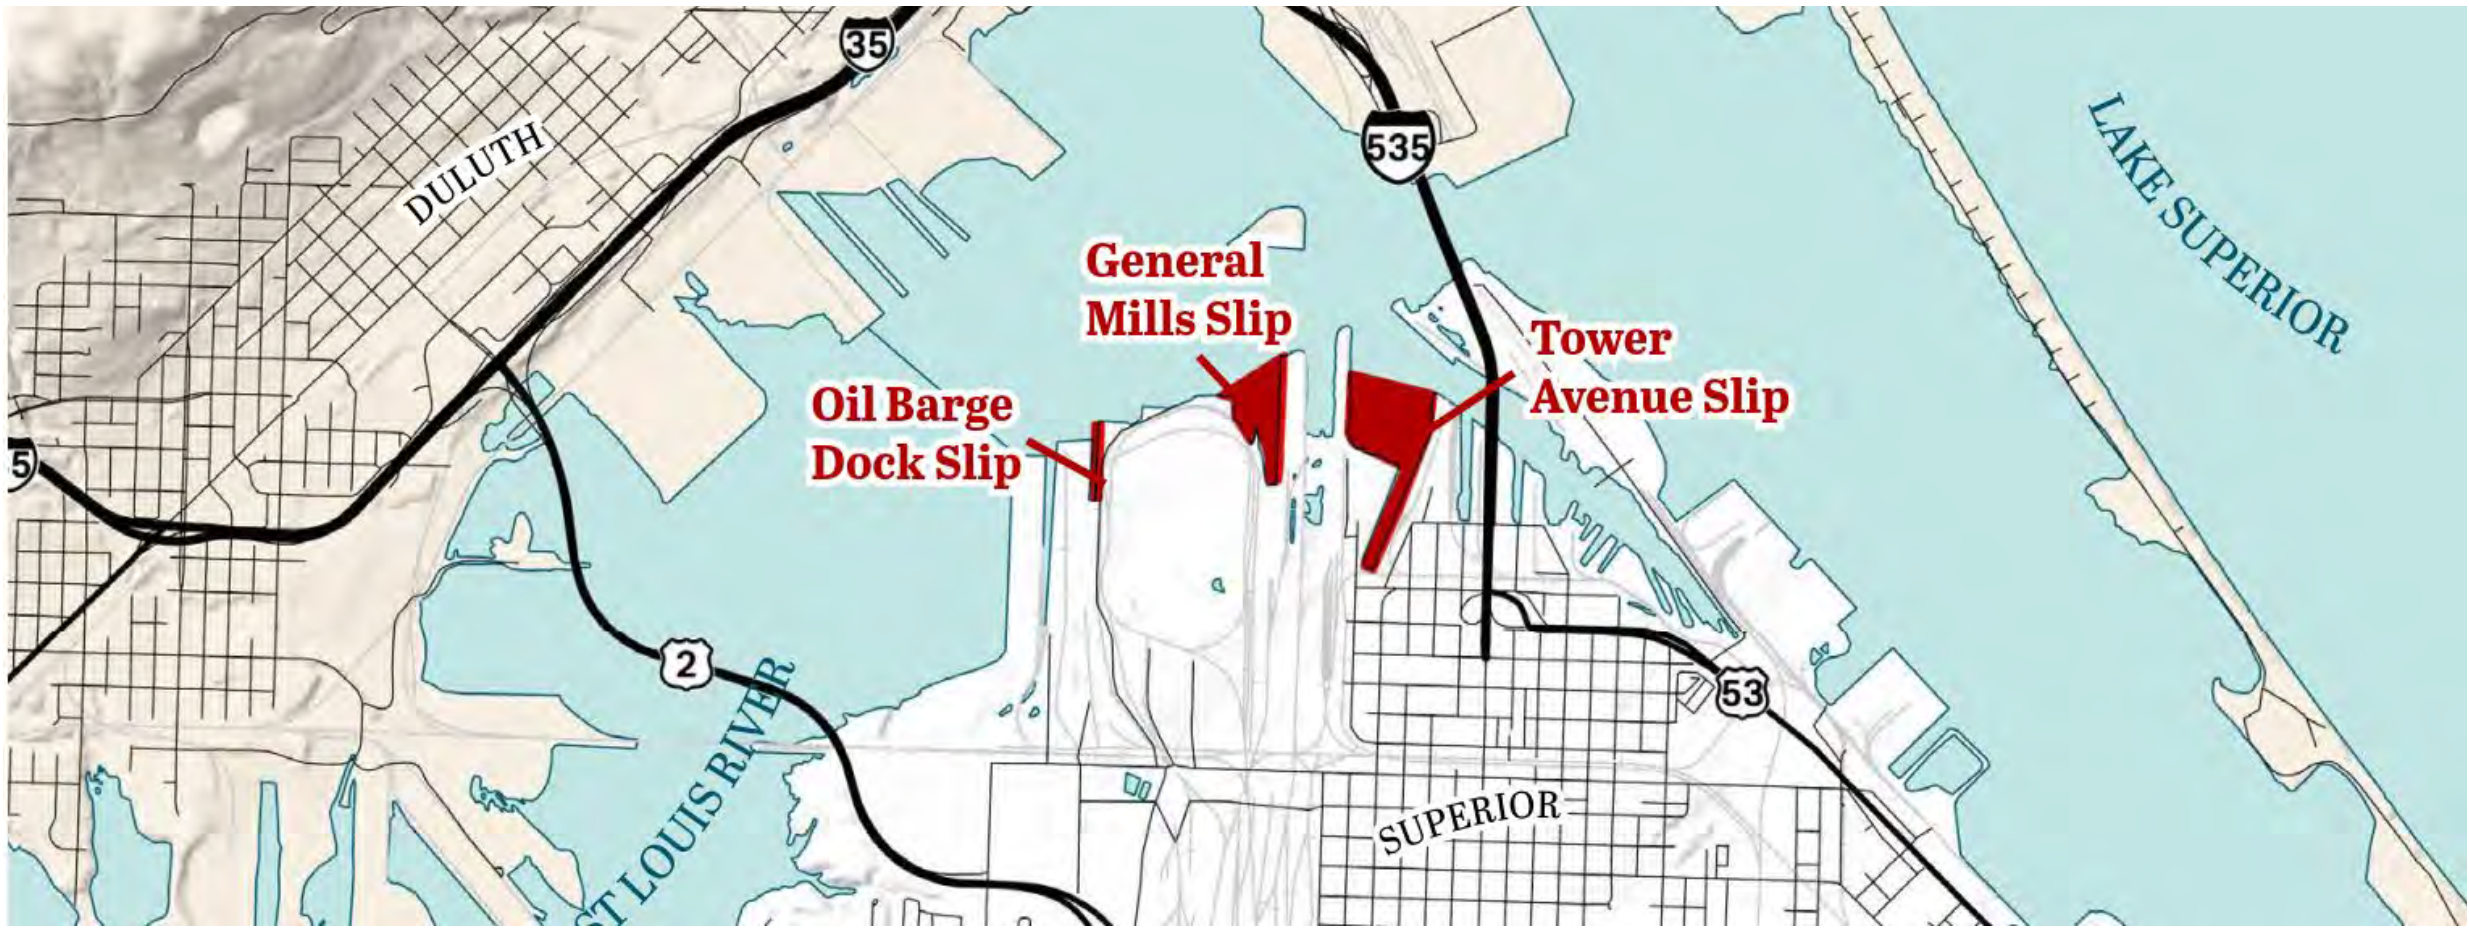 35
535
LAKE SUPERIOR
DULUTH
General
Mills Slip
Tower
Avenue Slip
Oil Barge
Dock Slip
5
2
53
ST LOUIS RIVER
SUPERIOR